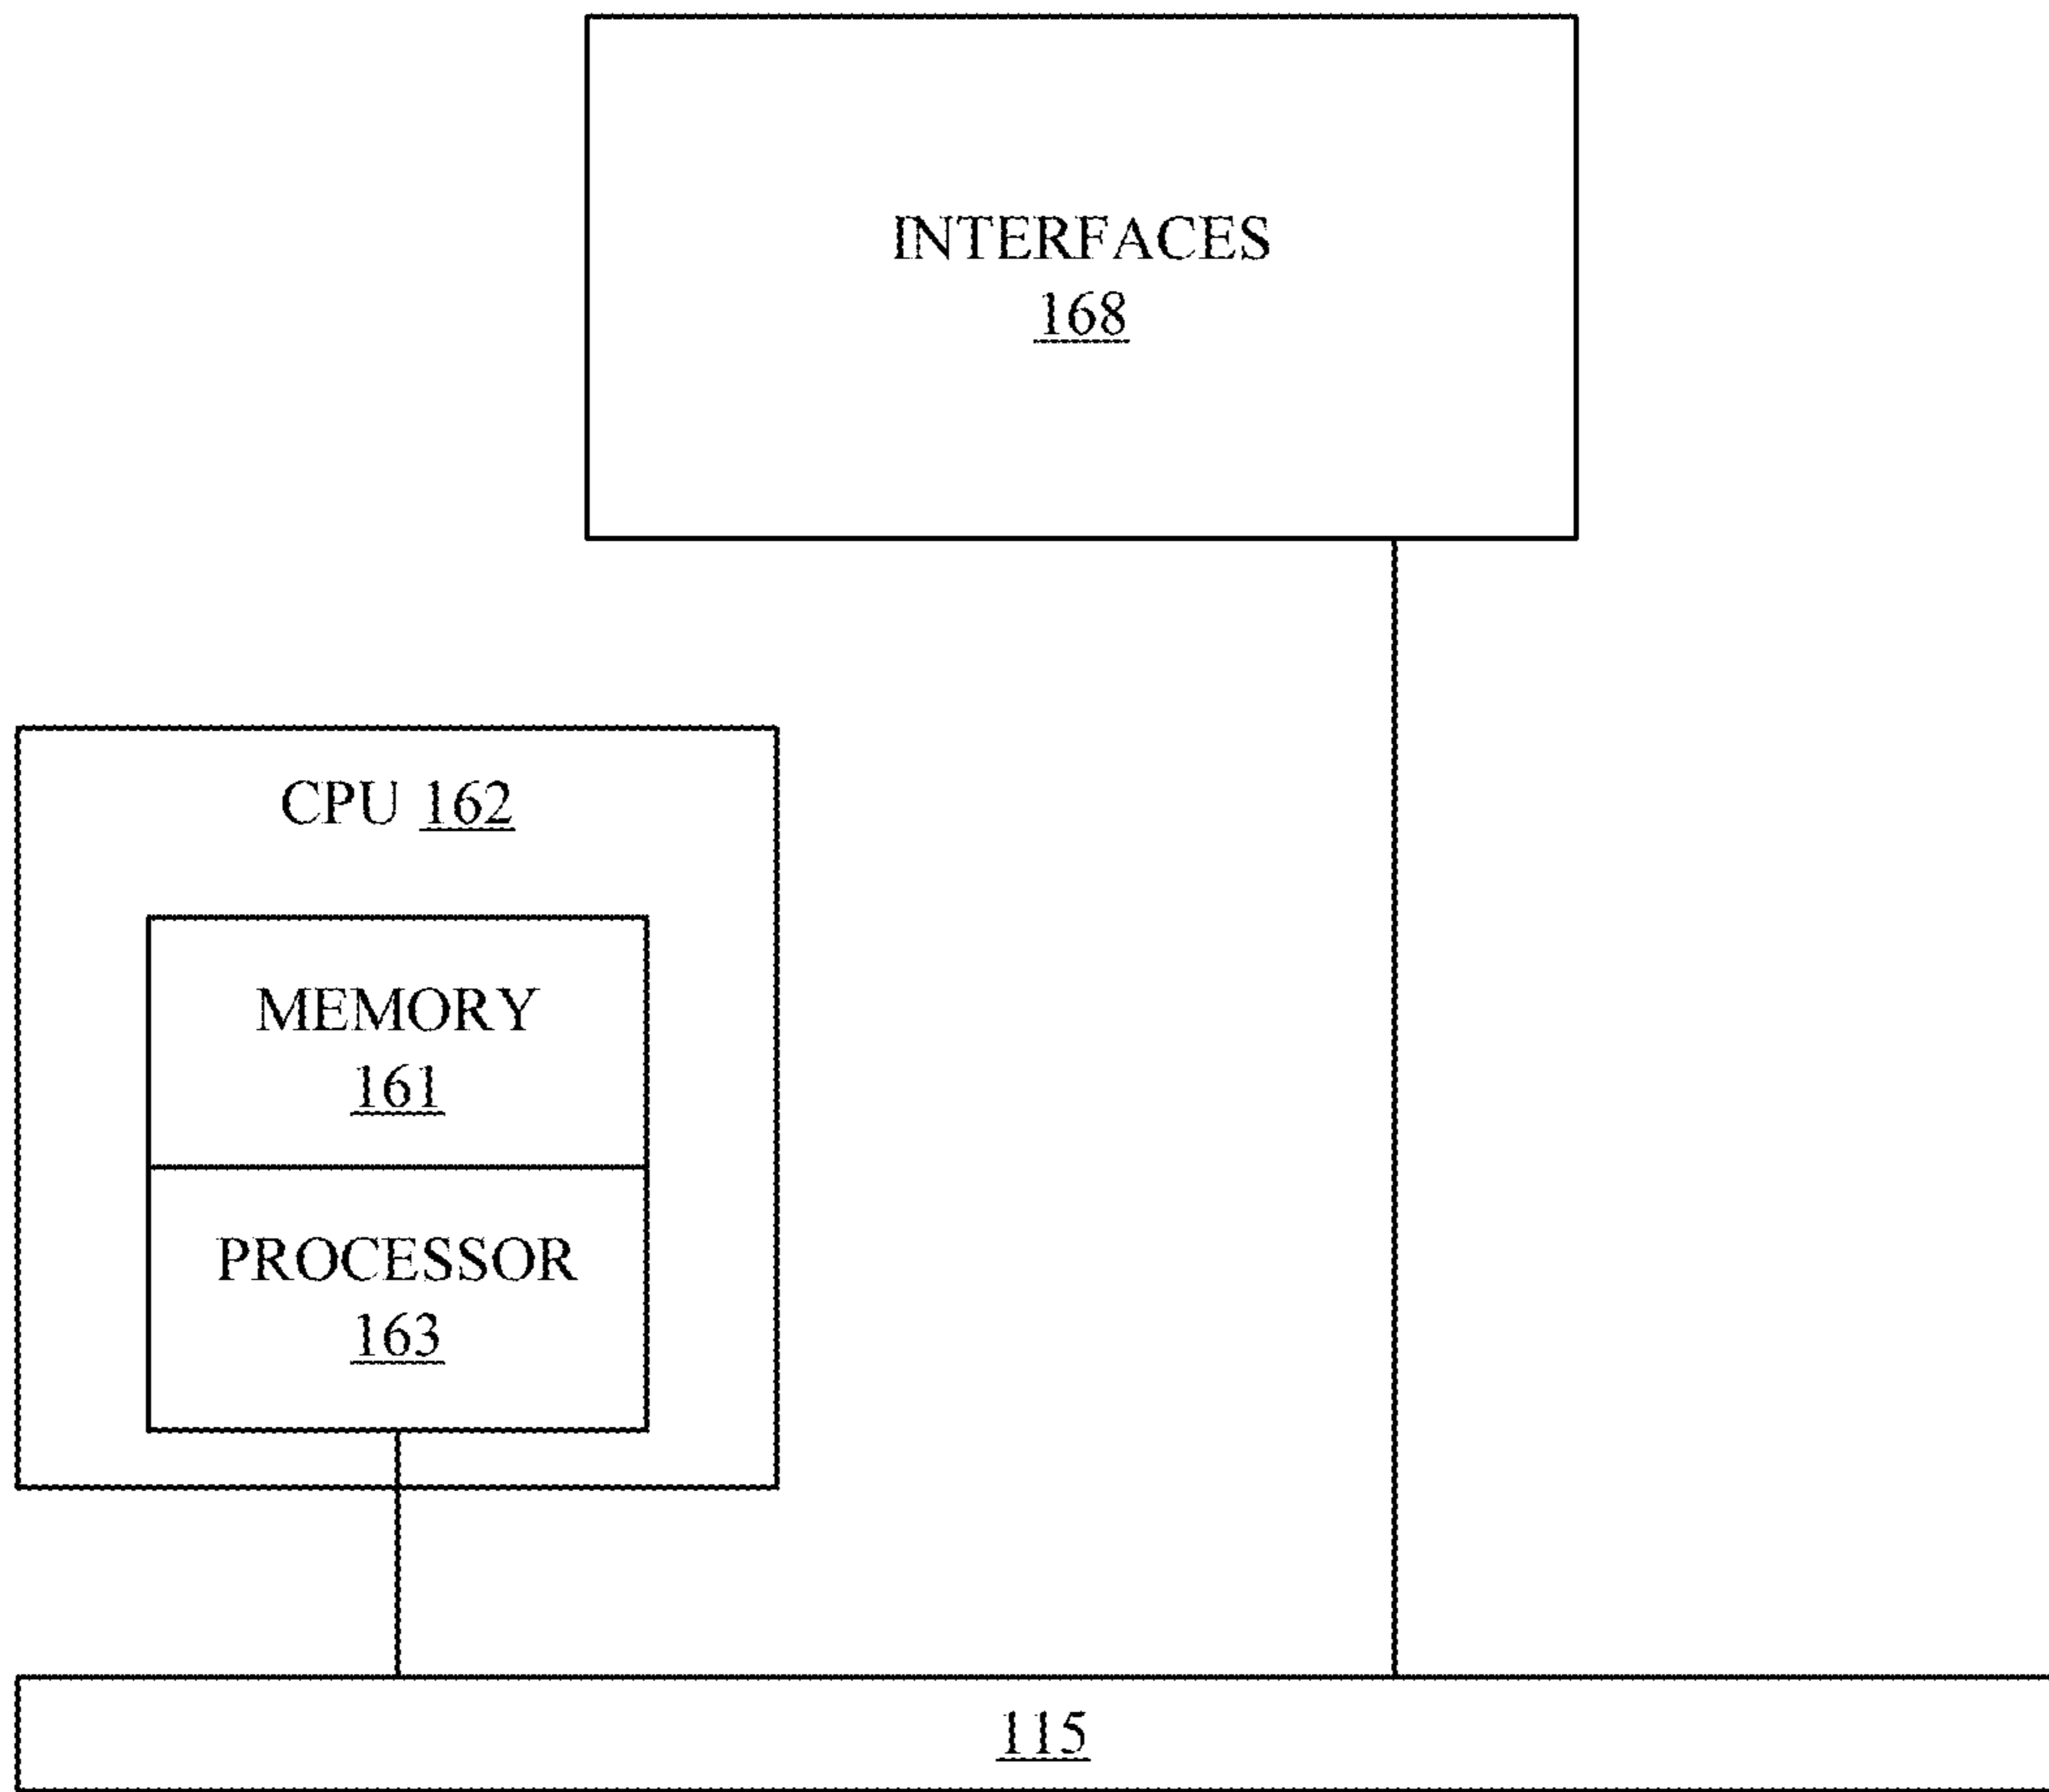 INTERFACES
168
CPU 162
MEMORY
161
PROCESSOR
163
115